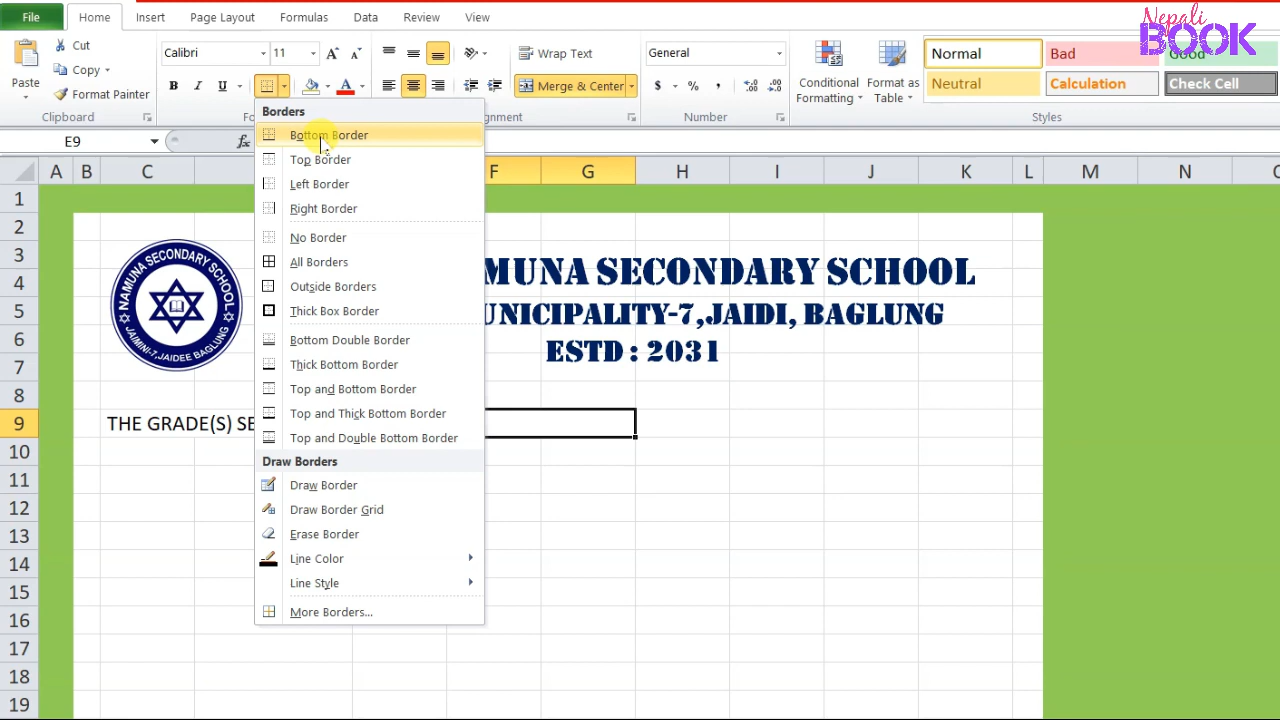 File Home Insert Page Layout Formulas Data Review View
Nepali
BOOK
Cut
Copy
Format Painter
Paste
Clipboard
Calibri 11
B I U A
Wrap Text
Merge & Center
General
$ % ,
Number
Conditional Formatting
Format as Table
Normal Bad Good
Neutral Calculation Check Cell
Styles
E9 fx
Borders
Bottom Border
Top Border
Left Border
Right Border
No Border
All Borders
Outside Borders
Thick Box Border
Bottom Double Border
Thick Bottom Border
Top and Bottom Border
Top and Thick Bottom Border
Top and Double Bottom Border
Draw Borders
Draw Border
Draw Border Grid
Erase Border
Line Color
Line Style
More Borders...
A B C F G H I J K L M N
1
2
3
4
5
6
7
8
9
10
11
12
13
14
15
16
17
18
19
NAMUNA SECONDARY SCHOOL
JAIMINI-7,JAIDEE BAGLUNG
MUNA SECONDARY SCHOOL
UNICIPALITY-7,JAIDI, BAGLUNG
ESTD : 2031
THE GRADE(S) SE